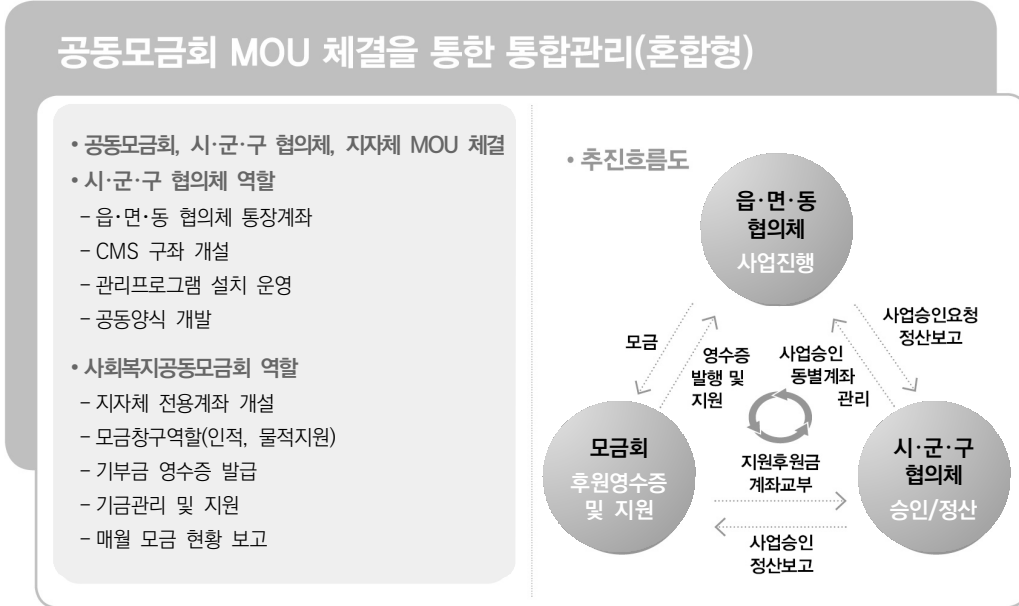 공동모금회 MOU 체결을 통한 통합관리(혼합형)
• 공동모금회, 시·군·구 협의체, 지자체 MOU 체결
• 시·군·구 협의체 역할
- 읍·면·동 협의체 통장계좌
- CMS 구좌 개설
- 관리프로그램 설치 운영
- 공동양식 개발
• 사회복지공동모금회 역할
- 지자체 전용계좌 개설
- 모금창구역할(인적, 물적지원)
- 기부금 영수증 발급
- 기금관리 및 지원
- 매월 모금 현황 보고
• 추진흐름도
읍·면·동
협의체
사업진행
모금
영수증
발행 및
지원
사업승인
동별계좌
관리
사업승인요청
정산보고
모금회
후원영수증
및 지원
지원후원금
계좌교부
사업승인
정산보고
시·군·구
협의체
승인/정산